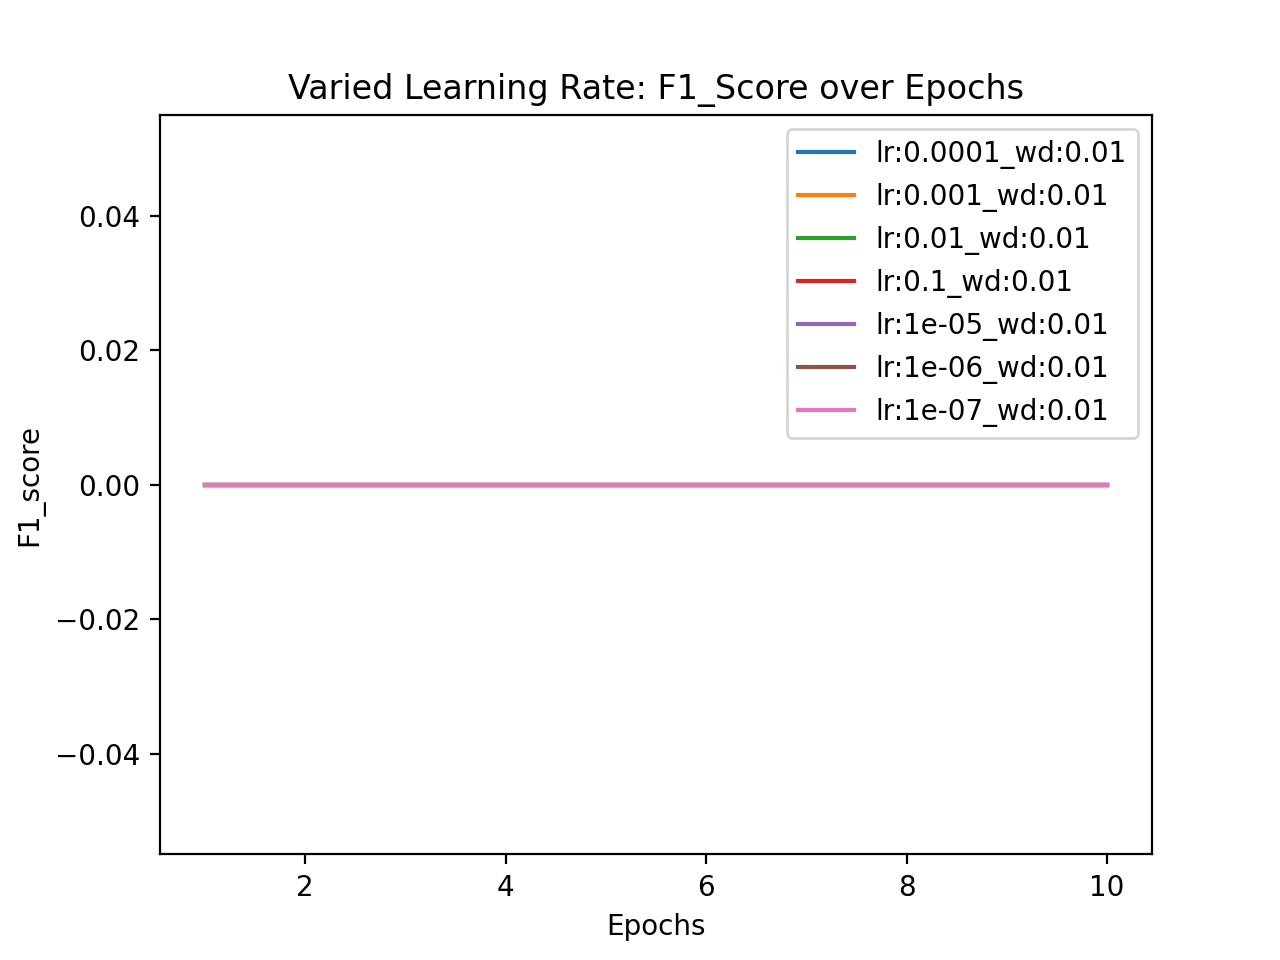 Varied Learning Rate: F1_Score over Epochs
lr:0.0001_wd:0.01
lr:0.001_wd:0.01
lr:0.01_wd:0.01
lr:0.1_wd:0.01
lr:1e-05_wd:0.01
lr:1e-06_wd:0.01
lr:1e-07_wd:0.01
0.04
0.02
0.00
−0.02
−0.04
F1_score
2 4 6 8 10
Epochs